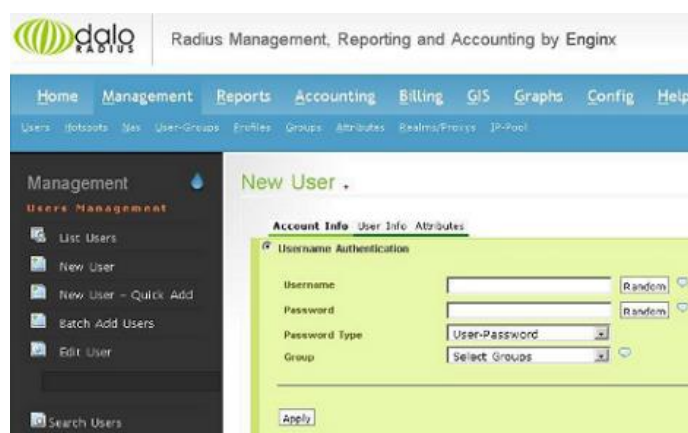 dalo
RADIUS
Radius Management, Reporting and Accounting by Enginx
Home Management Reports Accounting Billing GIS Graphs Config Help
Users Hotspots Nas User-Groups Profiles Groups Attributes Realms/Proxys IP-Pool
Management
Users Management
List Users
New User
New User - Quick Add
Batch Add Users
Edit User
Search Users
New User .
Account Info User Info Attributes
Username Authentication
Username Random
Password Random
Password Type User-Password
Group Select Groups
Apply